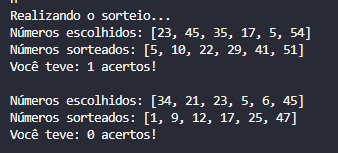 Realizando o sorteio...
Números escolhidos: [23, 45, 35, 17, 5, 54]
Números sorteados: [5, 10, 22, 29, 41, 51]
Você teve: 1 acertos!
Números escolhidos: [34, 21, 23, 5, 6, 45]
Números sorteados: [1, 9, 12, 17, 25, 47]
Você teve: 0 acertos!